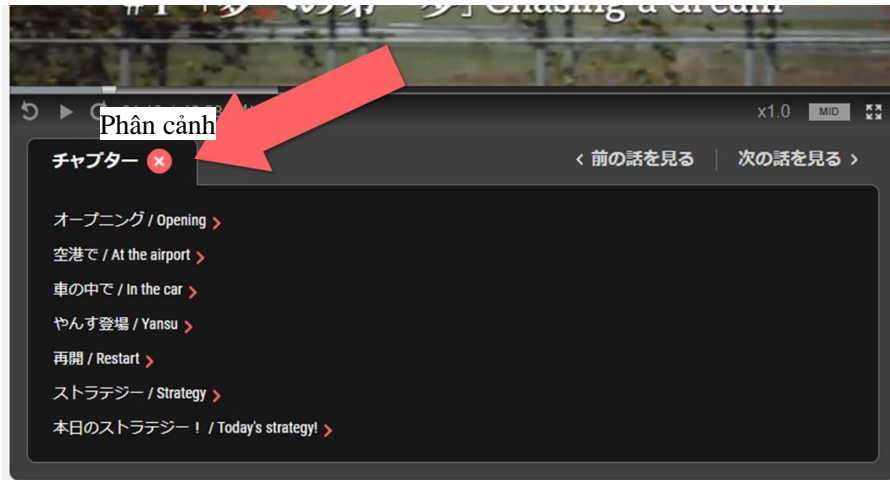 Chasing a dream
x1.0 MID
Phân cảnh
チャプター
前の話を見る 次の話を見る
オープニング / Opening
空港で / At the airport
車の中で / In the car
やんす登場 / Yansu
再開 / Restart
ストラテジー / Strategy
本日のストラテジー！ / Today's strategy!